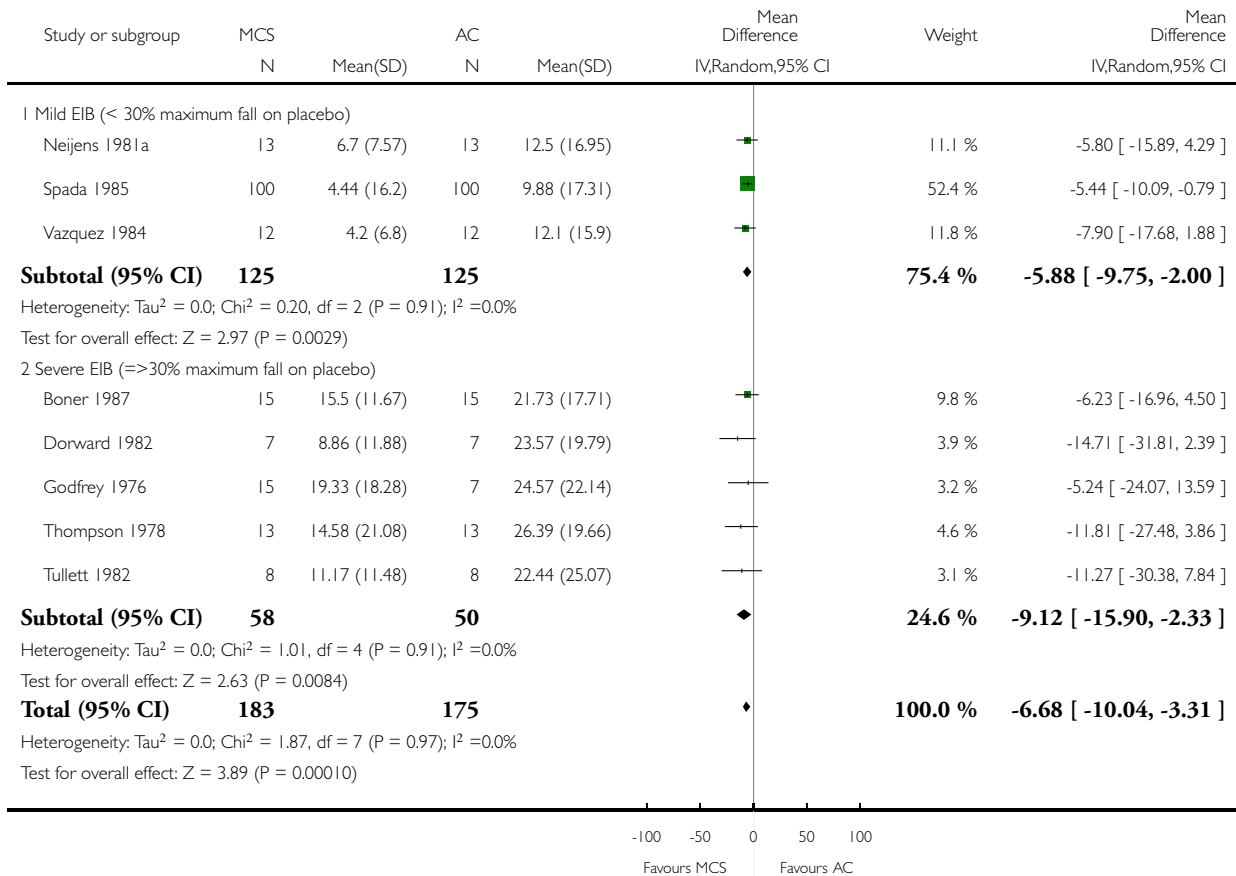 Study or subgroup MCS AC Mean Difference Weight Mean Difference
N Mean(SD) N Mean(SD) IV,Random,95% CI IV,Random,95% CI
1 Mild EIB (< 30% maximum fall on placebo)
Neijens 1981a 13 6.7 (7.57) 13 12.5 (16.95) 11.1 % -5.80 [ -15.89, 4.29 ]
Spada 1985 100 4.44 (16.2) 100 9.88 (17.31) 52.4 % -5.44 [ -10.09, -0.79 ]
Vazquez 1984 12 4.2 (6.8) 12 12.1 (15.9) 11.8 % -7.90 [ -17.68, 1.88 ]
Subtotal (95% CI) 125 125 75.4 % -5.88 [ -9.75, -2.00 ]
Heterogeneity: Tau² = 0.0; Chi² = 0.20, df = 2 (P = 0.91); I² =0.0%
Test for overall effect: Z = 2.97 (P = 0.0029)
2 Severe EIB (=>30% maximum fall on placebo)
Boner 1987 15 15.5 (11.67) 15 21.73 (17.71) 9.8 % -6.23 [ -16.96, 4.50 ]
Dorward 1982 7 8.86 (11.88) 7 23.57 (19.79) 3.9 % -14.71 [ -31.81, 2.39 ]
Godfrey 1976 15 19.33 (18.28) 7 24.57 (22.14) 3.2 % -5.24 [ -24.07, 13.59 ]
Thompson 1978 13 14.58 (21.08) 13 26.39 (19.66) 4.6 % -11.81 [ -27.48, 3.86 ]
Tullett 1982 8 11.17 (11.48) 8 22.44 (25.07) 3.1 % -11.27 [ -30.38, 7.84 ]
Subtotal (95% CI) 58 50 24.6 % -9.12 [ -15.90, -2.33 ]
Heterogeneity: Tau² = 0.0; Chi² = 1.01, df = 4 (P = 0.91); I² =0.0%
Test for overall effect: Z = 2.63 (P = 0.0084)
Total (95% CI) 183 175 100.0 % -6.68 [ -10.04, -3.31 ]
Heterogeneity: Tau² = 0.0; Chi² = 1.87, df = 7 (P = 0.97); I² =0.0%
Test for overall effect: Z = 3.89 (P = 0.00010)
-100 -50 0 50 100
Favours MCS Favours AC